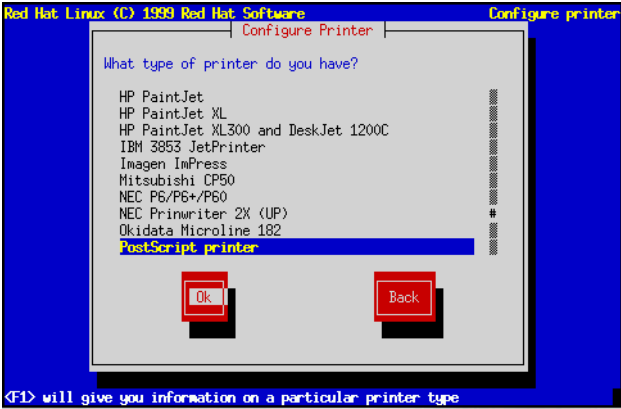 Red Hat Linux (C) 1999 Red Hat Software Configure printer
Configure Printer
What type of printer do you have?
HP PaintJet
HP PaintJet XL
HP PaintJet XL300 and DeskJet 1200C
IBM 3853 JetPrinter
Imagen ImPress
Mitsubishi CP50
NEC P6/P6+/P60
NEC Prinwriter 2X (UP) #
Okidata Microline 182
PostScript printer
Ok Back
<F1> will give you information on a particular printer type